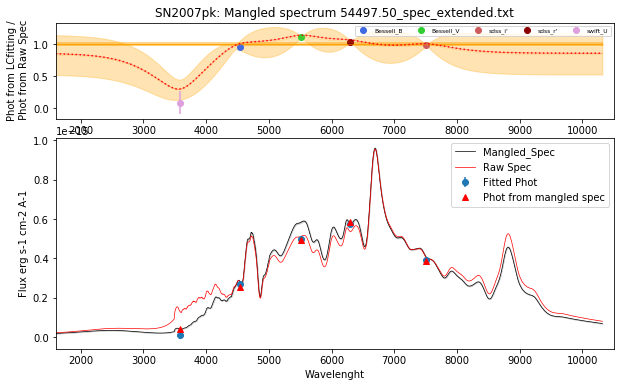 SN2007pk: Mangled spectrum 54497.50_spec_extended.txt
Phot from LCfitting /
Phot from Raw Spec
1.0
0.5
0.0
Bessell_B
Bessell_V
sdss_i'
sdss_r'
swift_U
2000 3000 4000 5000 6000 7000 8000 9000 10000
Flux erg s-1 cm-2 A-1
1.0
0.8
0.6
0.4
0.2
0.0
Mangled_Spec
Raw Spec
Fitted Phot
Phot from mangled spec
2000 3000 4000 5000 6000 7000 8000 9000 10000
Wavelenght